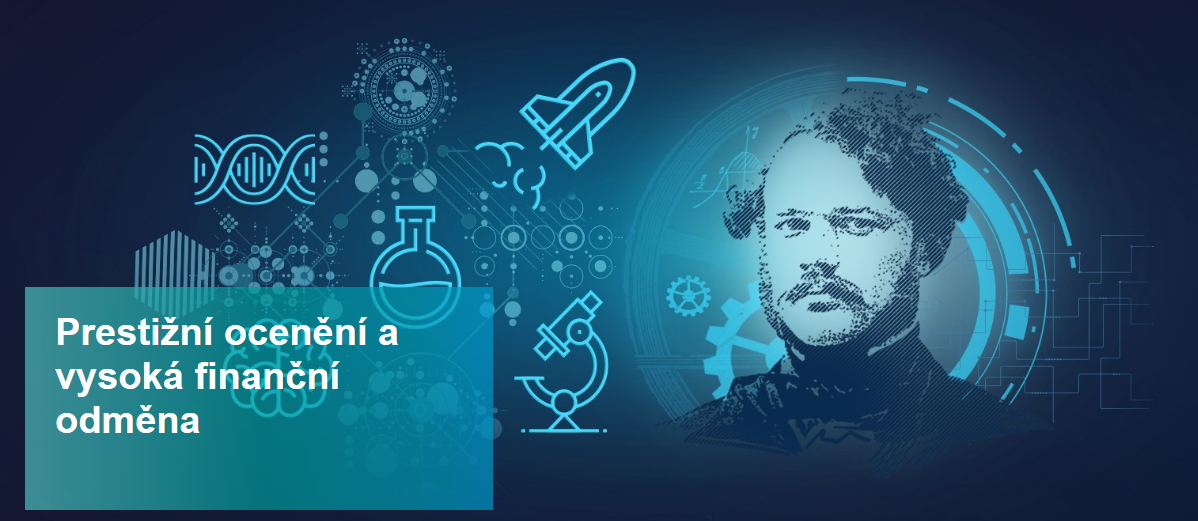 Prestižní ocenění a
vysoká finanční
odměna